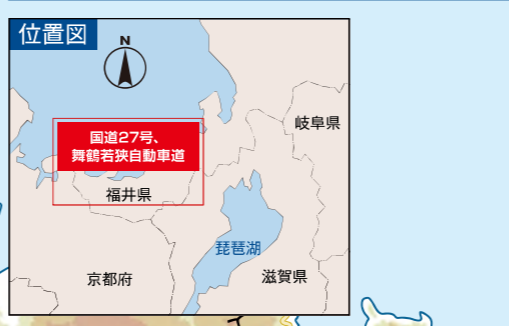 位置図
N
国道27号、
舞鶴若狭自動車道
岐阜県
福井県
琵琶湖
京都府
滋賀県